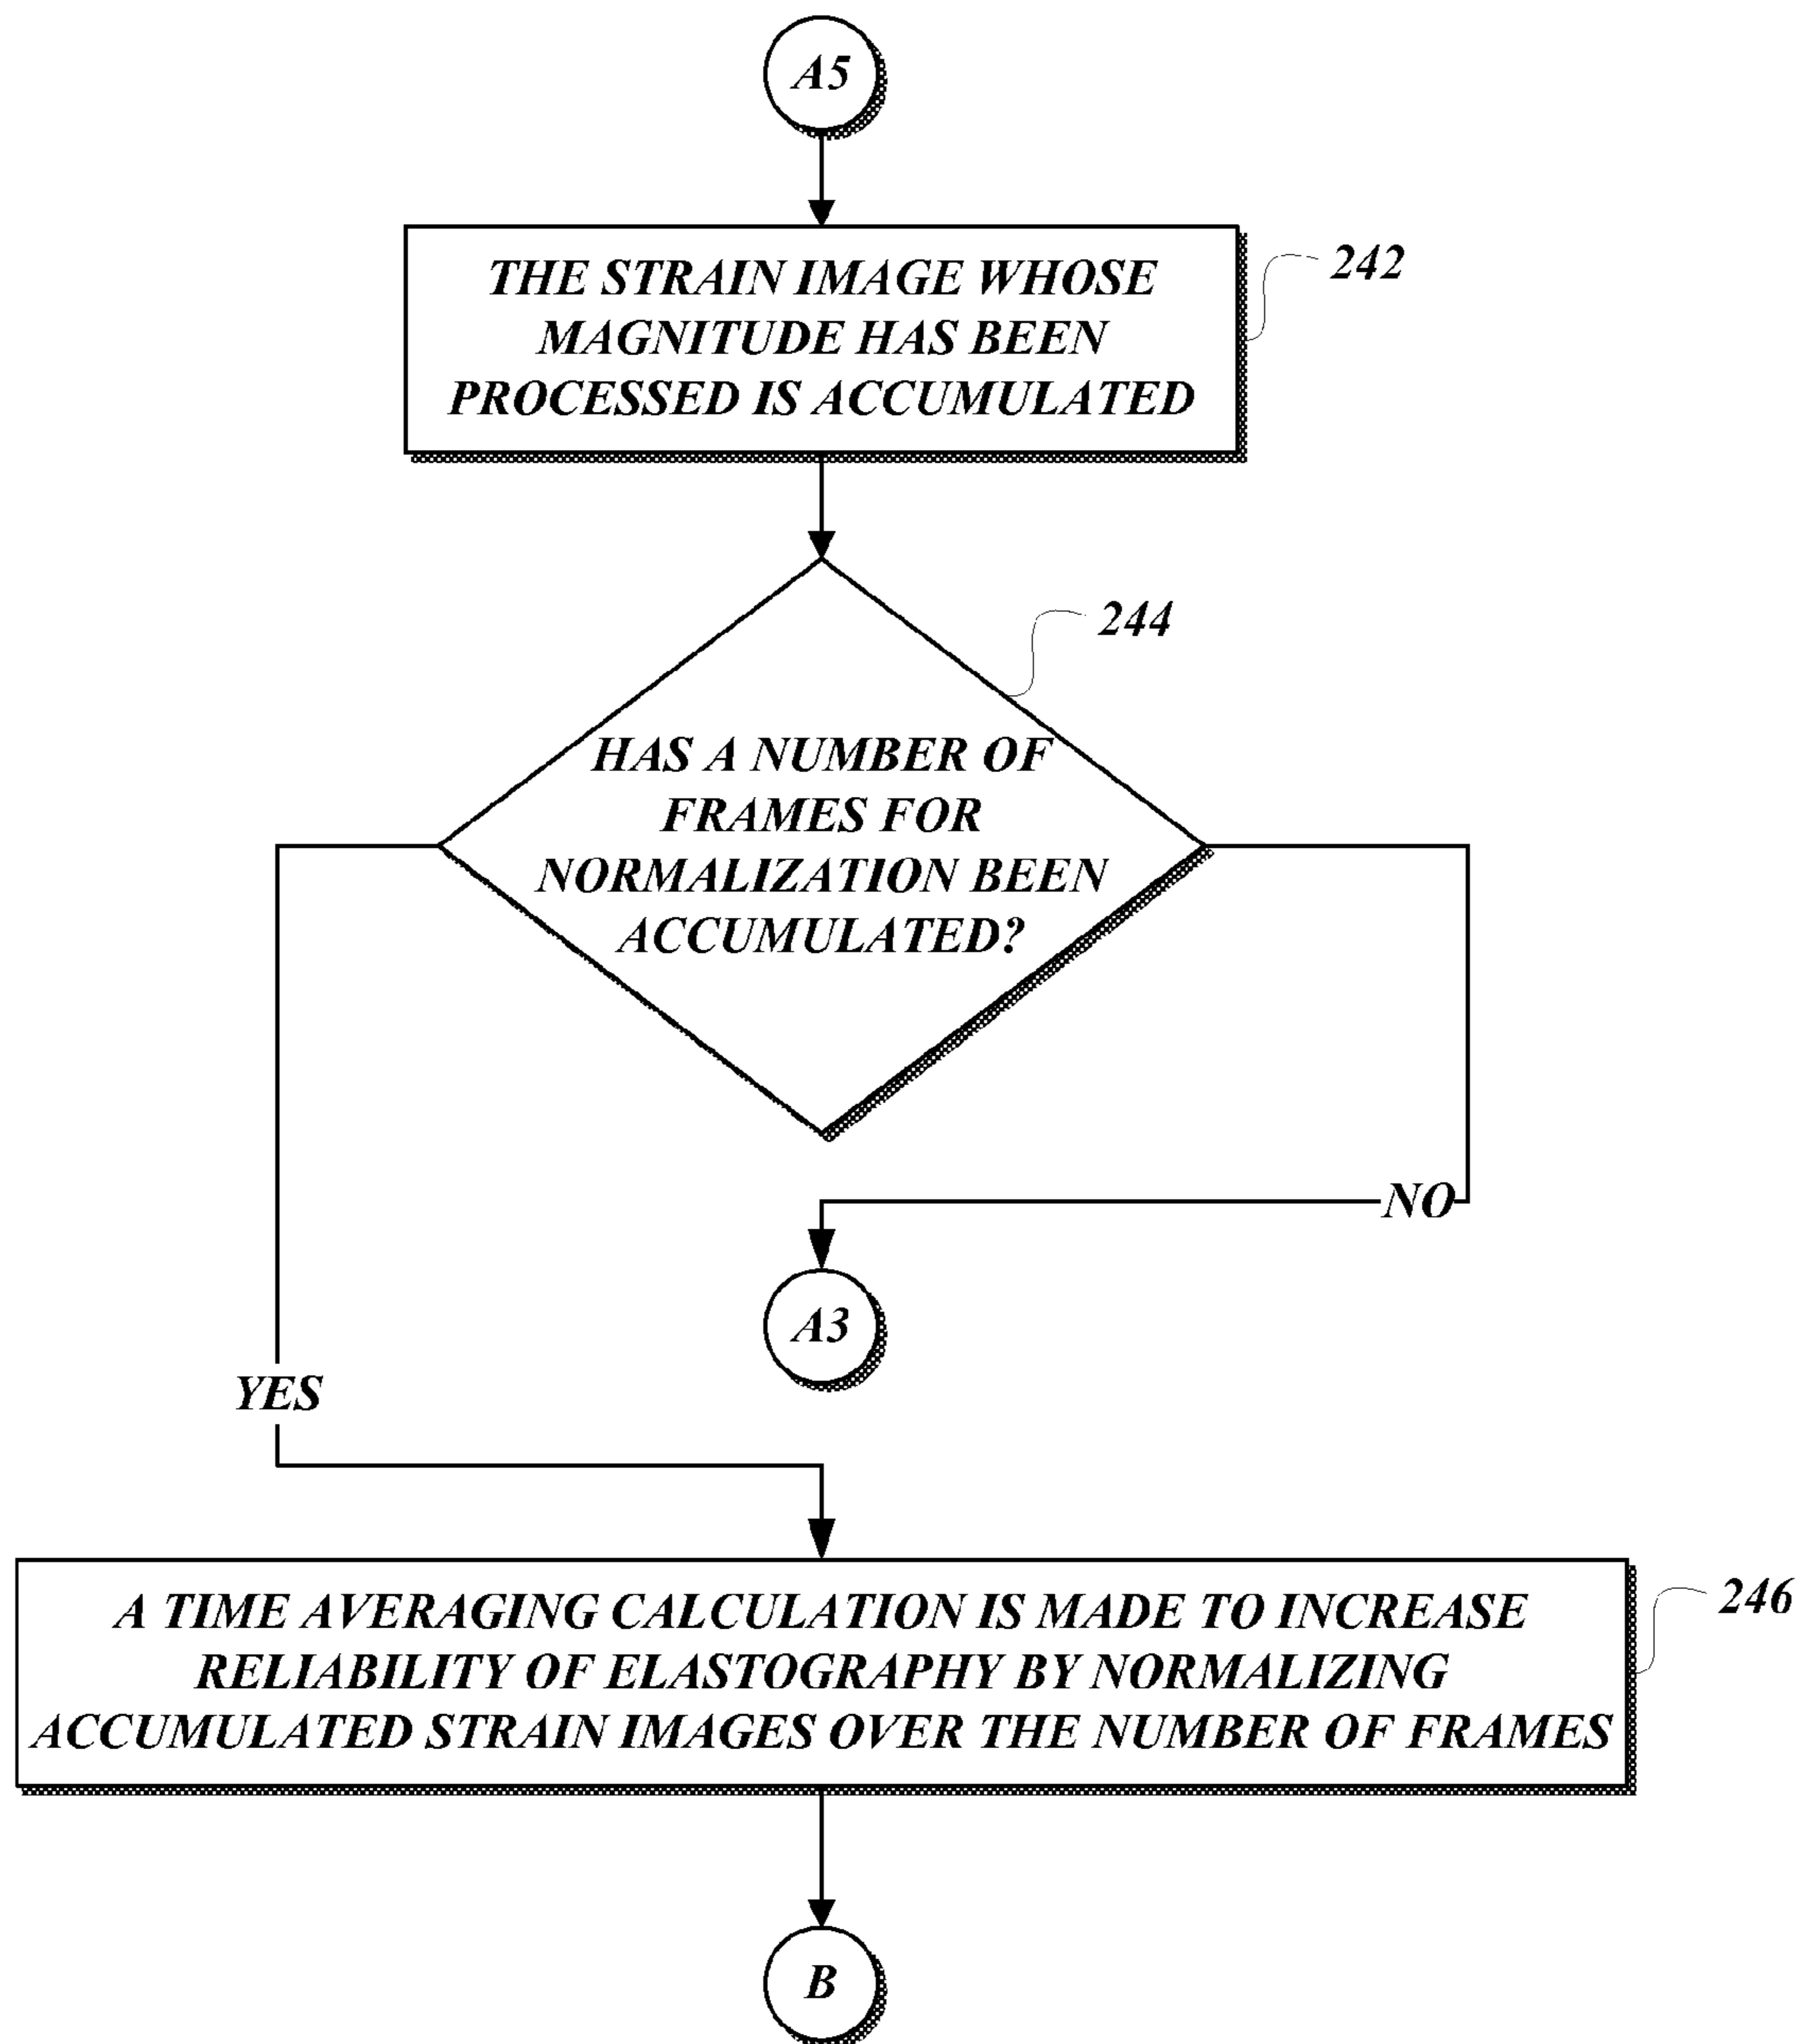 A5
THE STRAIN IMAGE WHOSE
MAGNITUDE HAS BEEN
PROCESSED IS ACCUMULATED
242
244
HAS A NUMBER OF
FRAMES FOR
NORMALIZATION BEEN
ACCUMULATED?
NO
A3
YES
A TIME AVERAGING CALCULATION IS MADE TO INCREASE
RELIABILITY OF ELASTOGRAPHY BY NORMALIZING
ACCUMULATED STRAIN IMAGES OVER THE NUMBER OF FRAMES
246
B